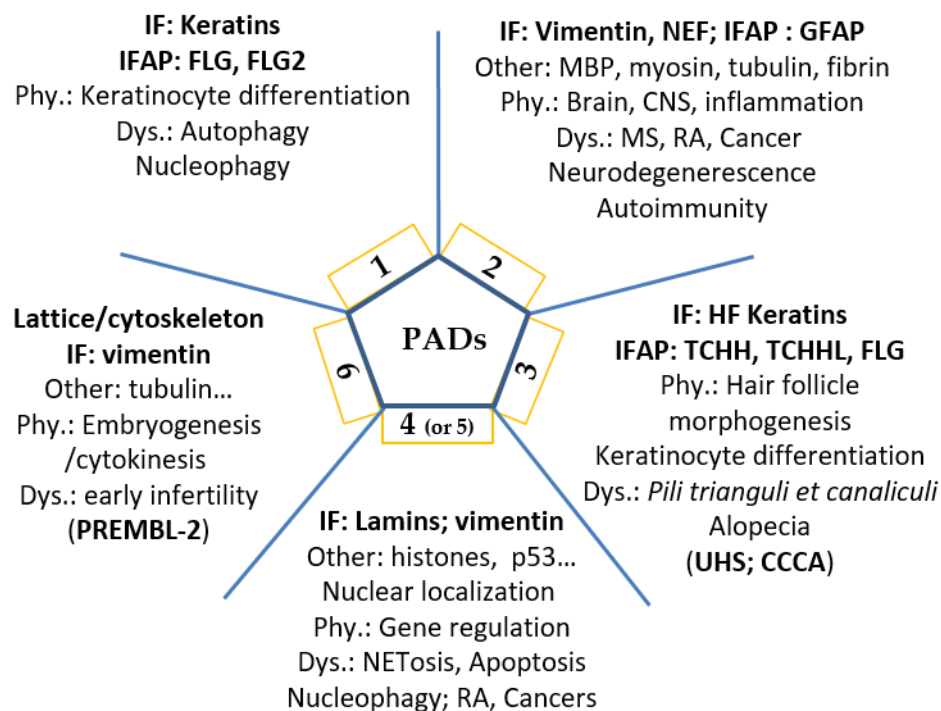 IF: Keratins
IFAP: FLG, FLG2
Phy.: Keratinocyte differentiation
Dys.: Autophagy
Nucleophagy
IF: Vimentin, NEF; IFAP : GFAP
Other: MBP, myosin, tubulin, fibrin
Phy.: Brain, CNS, inflammation
Dys.: MS, RA, Cancer
Neurodegenerescence
Autoimmunity
1
2
PADs
6
3
4 (or 5)
Lattice/cytoskeleton
IF: vimentin
Other: tubulin...
Phy.: Embryogenesis
/cytokinesis
Dys.: early infertility
(PREMBL-2)
IF: HF Keratins
IFAP: TCHH, TCHHL, FLG
Phy.: Hair follicle
morphogenesis
Keratinocyte differentiation
Dys.: Pili trianguli et canaliculi
Alopecia
(UHS; CCCA)
IF: Lamins; vimentin
Other: histones, p53...
Nuclear localization
Phy.: Gene regulation
Dys.: NETosis, Apoptosis
Nucleophagy; RA, Cancers